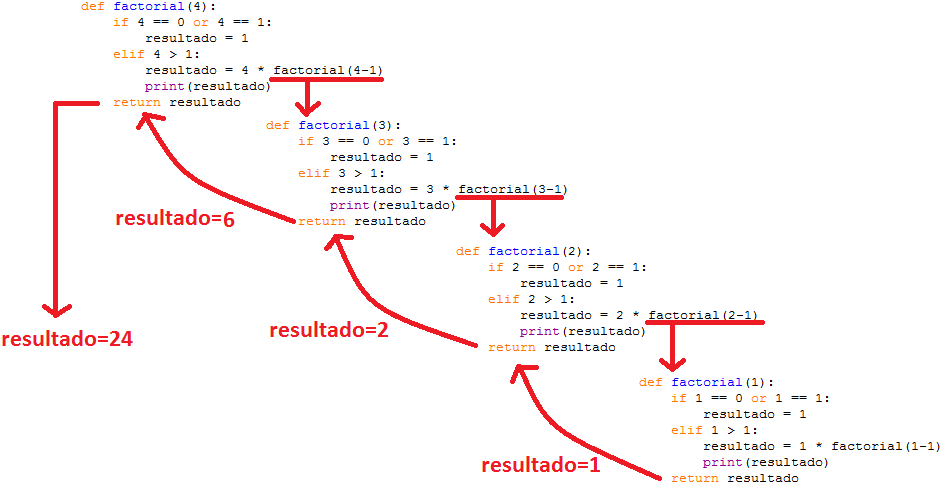 def factorial(4):
if 4 == 0 or 4 == 1:
resultado = 1
elif 4 > 1:
resultado = 4 * factorial(4-1)
print(resultado)
return resultado
def factorial(3):
if 3 == 0 or 3 == 1:
resultado = 1
elif 3 > 1:
resultado = 3 * factorial(3-1)
print(resultado)
return resultado
resultado=6
def factorial(2):
if 2 == 0 or 2 == 1:
resultado = 1
elif 2 > 1:
resultado = 2 * factorial(2-1)
print(resultado)
return resultado
resultado=2
resultado=24
def factorial(1):
if 1 == 0 or 1 == 1:
resultado = 1
elif 1 > 1:
resultado = 1 * factorial(1-1)
print(resultado)
return resultado
resultado=1